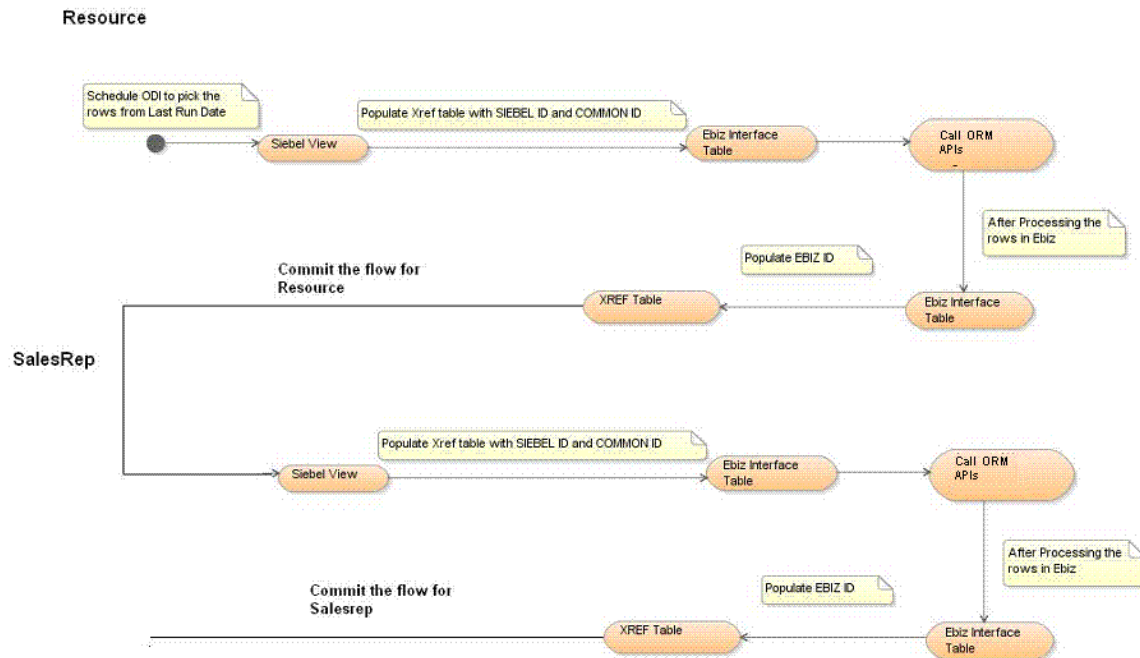 Resource
Schedule ODI to pick the
rows from Last Run Date
Populate Xref table with SIEBEL ID and COMMON ID
Siebel View
Ebiz Interface
Table
Call ORM
APIs
After Processing the
rows in Ebiz
Populate EBIZ ID
Commit the flow for
Resource
XREF Table
Ebiz Interface
Table
SalesRep
Populate Xref table with SIEBEL ID and COMMON ID
Siebel View
Ebiz Interface
Table
Call ORM
APIs
After Processing the
rows in Ebiz
Populate EBIZ ID
Commit the flow for
Salesrep
XREF Table
Ebiz Interface
Table